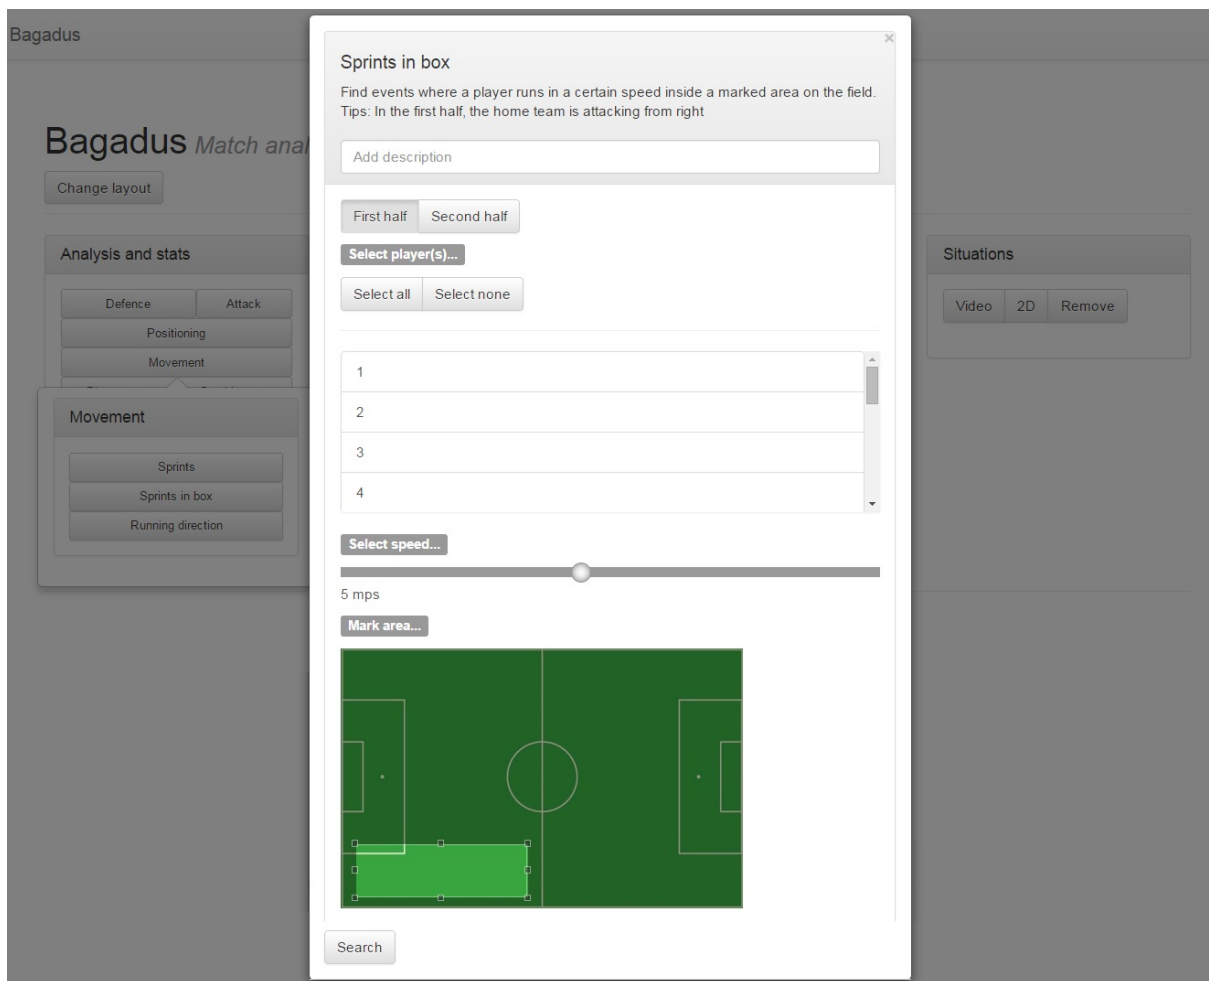 Bagadus
Bagadus Match anal
Change layout
Analysis and stats
Defence Attack
Positioning
Movement
Movement
Sprints
Sprints in box
Running direction
×
Sprints in box
Find events where a player runs in a certain speed inside a marked area on the field.
Tips: In the first half, the home team is attacking from right
Add description
First half Second half
Select player(s)...
Select all Select none
1
2
3
4
Select speed...
5 mps
Mark area...
Search
Situations
Video 2D Remove